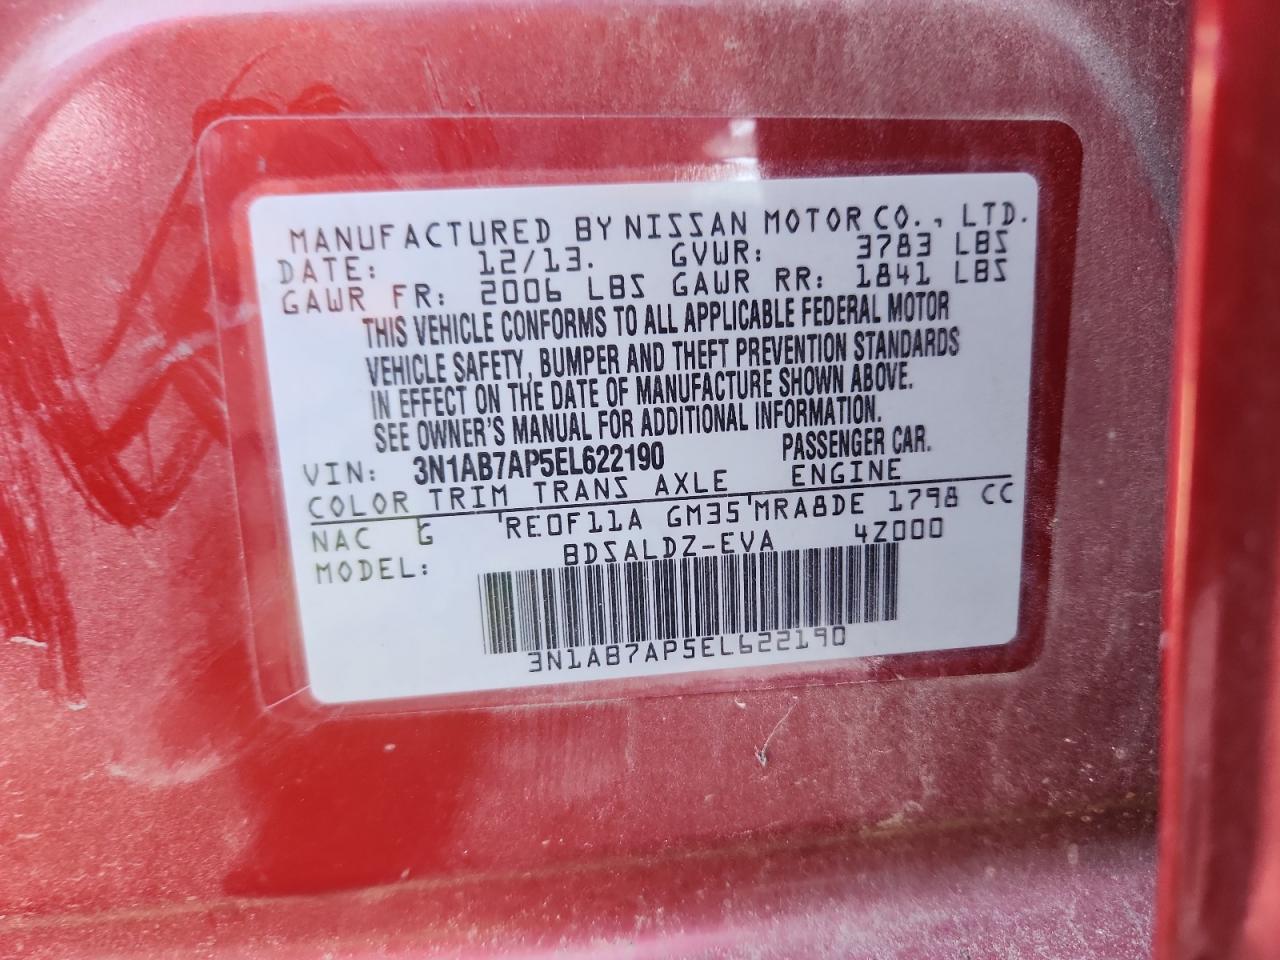 MANUFACTURED BY NISSAN MOTOR CO., LTD.
DATE: 12/13. GVWR: 3783 LBS
GAWR FR: 2006 LBS GAWR RR: 1841 LBS
THIS VEHICLE CONFORMS TO ALL APPLICABLE FEDERAL MOTOR
VEHICLE SAFETY, BUMPER AND THEFT PREVENTION STANDARDS
IN EFFECT ON THE DATE OF MANUFACTURE SHOWN ABOVE.
SEE OWNER'S MANUAL FOR ADDITIONAL INFORMATION.
VIN: 3N1AB7AP5EL622190 PASSENGER CAR.
COLOR TRIM TRANS AXLE ENGINE
NAC G RE0F11A GM35 MRA8DE 1798 CC
MODEL: BDSALDZ-EVA 4Z000
3N1AB7AP5EL622190